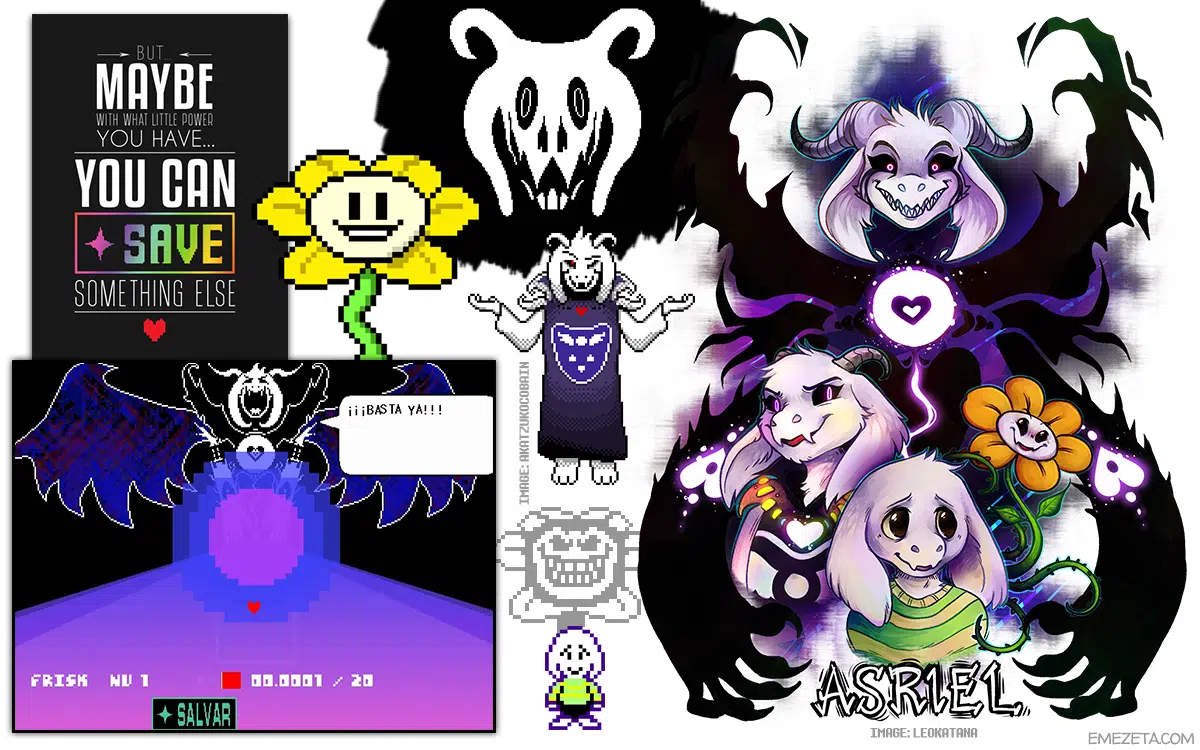 BUT...
MAYBE
WITH WHAT LITTLE POWER
YOU HAVE...
YOU CAN
SAVE
SOMETHING ELSE
¡¡¡BASTA YA!!!
FRISK NV 1 00.0001 / 20
SALVAR
IMAGE: AKATZUKOCOBAIN
ASRIEL
IMAGE: LEOKATANA
EMEZETA.COM